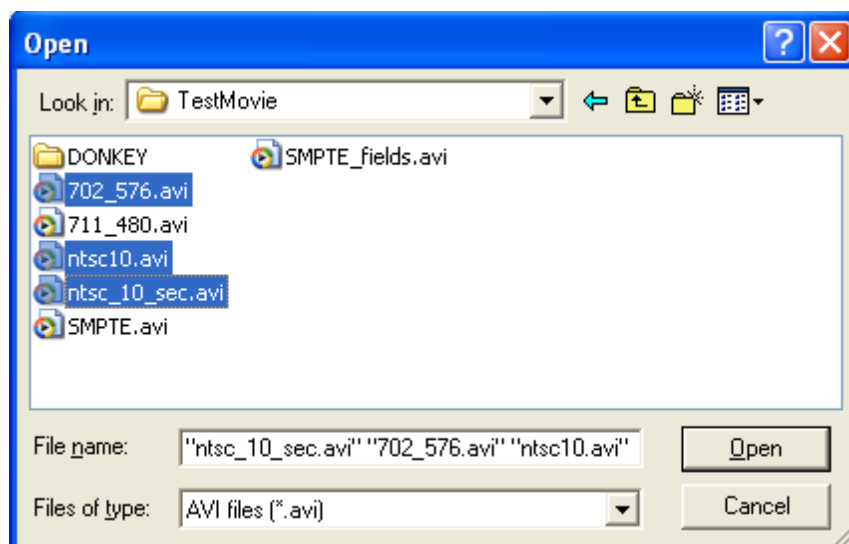 Open
Look in: TestMovie
DONKEY
702_576.avi
711_480.avi
ntsc10.avi
ntsc_10_sec.avi
SMPTE.avi
SMPTE_fields.avi
File name: "ntsc_10_sec.avi" "702_576.avi" "ntsc10.avi" Open
Files of type: AVI files (*.avi) Cancel